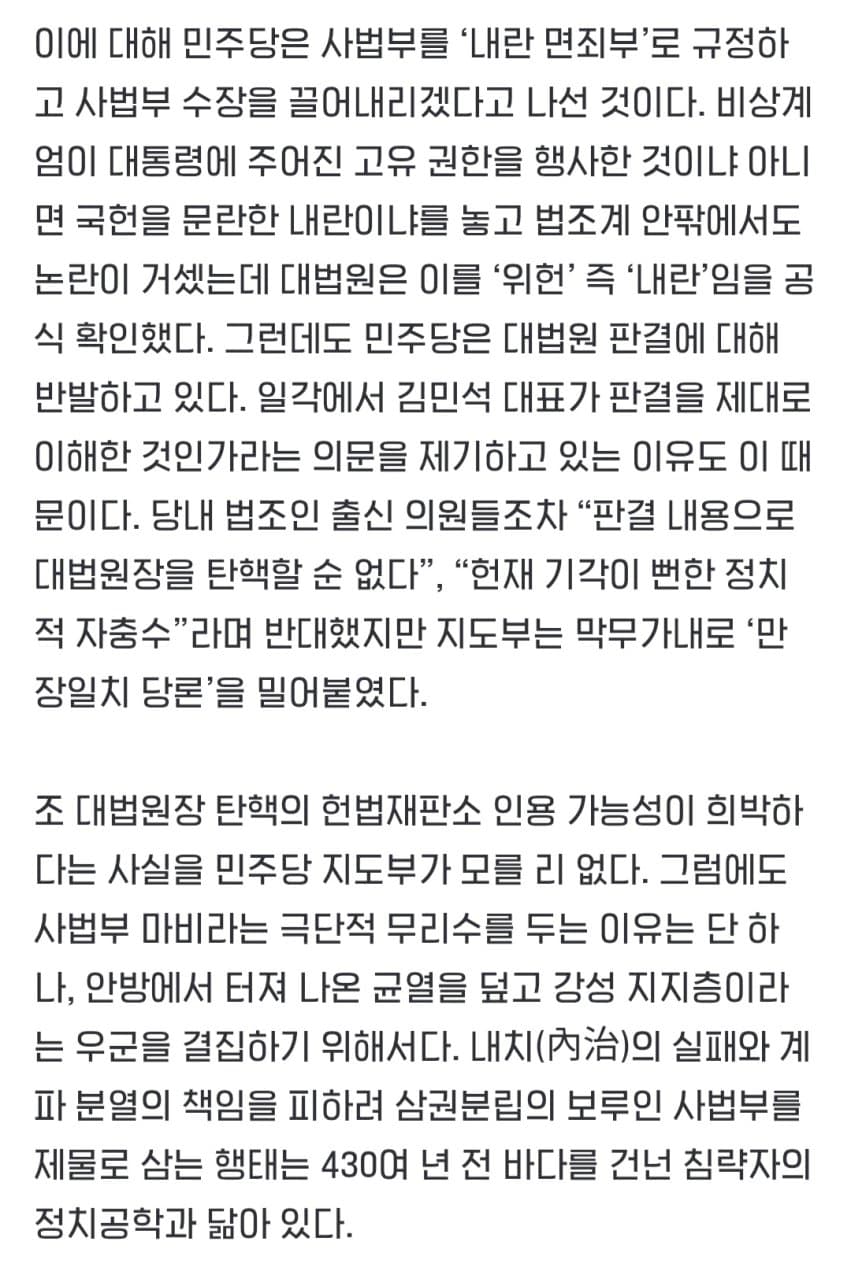 이에 대해 민주당은 사법부를 ‘내란 면죄부’로 규정하
고 사법부 수장을 끌어내리겠다고 나선 것이다. 비상계
엄이 대통령에 주어진 고유 권한을 행사한 것이냐 아니
면 국헌을 문란한 내란이냐를 놓고 법조계 안팎에서도
논란이 거셌는데 대법원은 이를 ‘위헌’ 즉 ‘내란’임을 공
식 확인했다. 그런데도 민주당은 대법원 판결에 대해
반발하고 있다. 일각에서 김민석 대표가 판결을 제대로
이해한 것인가라는 의문을 제기하고 있는 이유도 이 때
문이다. 당내 법조인 출신 의원들조차 “판결 내용으로
대법원장을 탄핵할 순 없다”, “헌재 기각이 뻔한 정치
적 자충수”라며 반대했지만 지도부는 막무가내로 ‘만
장일치 당론’을 밀어붙였다.
조 대법원장 탄핵의 헌법재판소 인용 가능성이 희박하
다는 사실을 민주당 지도부가 모를 리 없다. 그럼에도
사법부 마비라는 극단적 무리수를 두는 이유는 단 하
나, 안방에서 터져 나온 균열을 덮고 강성 지지층이라
는 우군을 결집하기 위해서다. 내치(內治)의 실패와 계
파 분열의 책임을 피하려 삼권분립의 보루인 사법부를
제물로 삼는 행태는 430여 년 전 바다를 건넌 침략자의
정치공학과 닮아 있다.